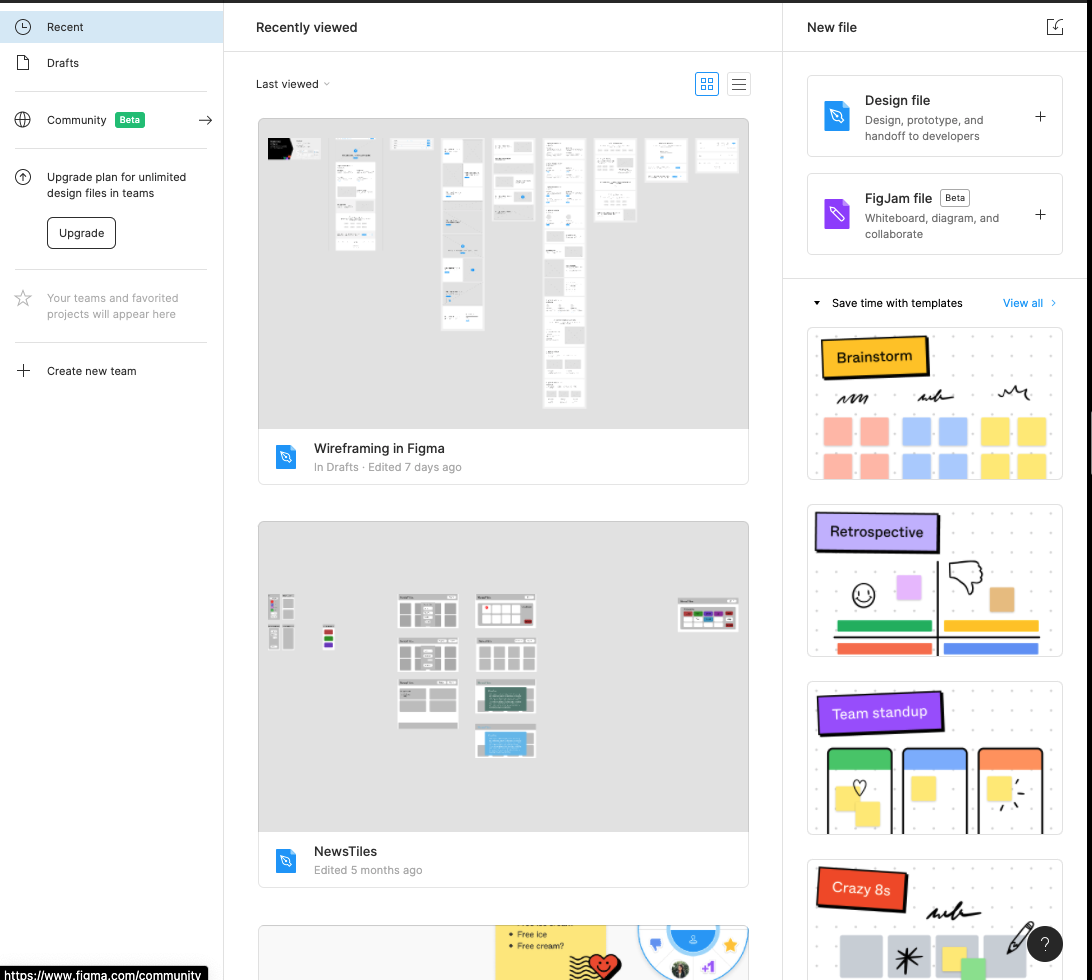 Recent
Drafts
Community Beta
Upgrade plan for unlimited
design files in teams
Upgrade
Your teams and favorited
projects will appear here
Create new team
https://www.figma.com/community
Recently viewed
Last viewed
Wireframing in Figma
In Drafts · Edited 7 days ago
NewsTiles
Edited 5 months ago
Free ice
Free cream?
+1
New file
Design file
Design, prototype, and
handoff to developers
FigJam file Beta
Whiteboard, diagram, and
collaborate
Save time with templates
View all
Brainstorm
Retrospective
Team standup
Crazy 8s
?